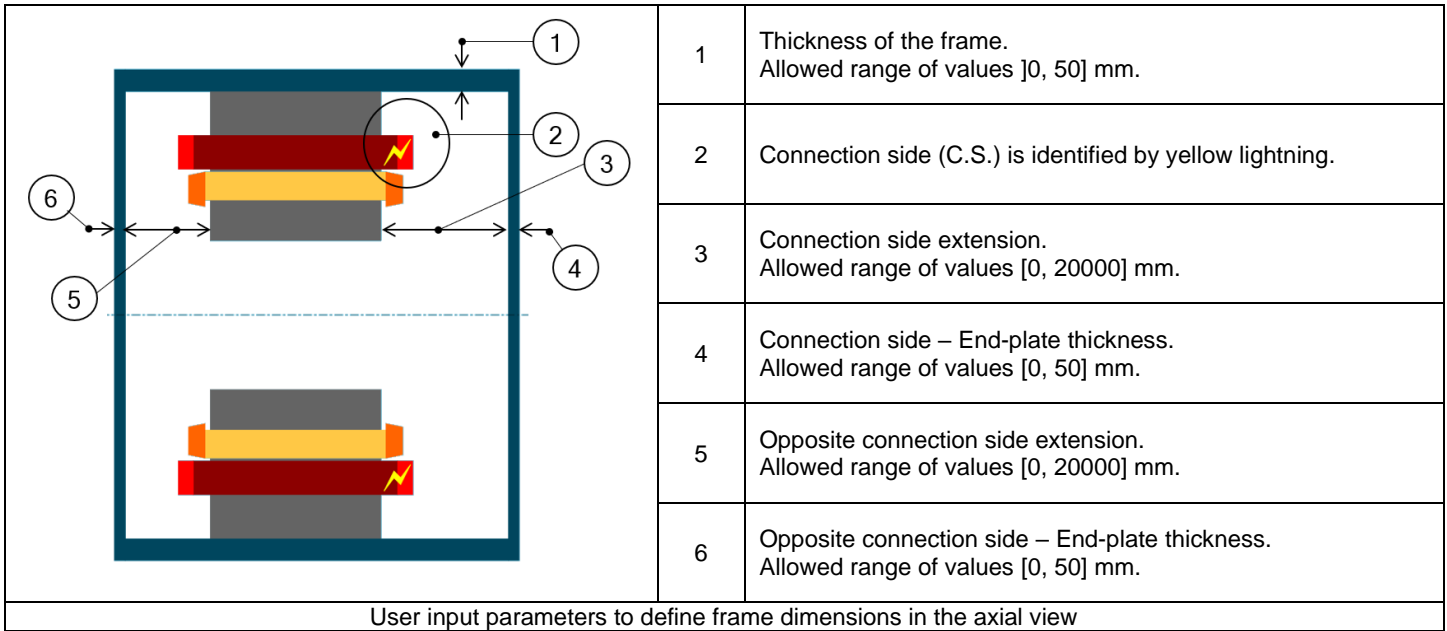 1
2
3
4
5
6
1
Thickness of the frame.
Allowed range of values ]0, 50] mm.
2
Connection side (C.S.) is identified by yellow lightning.
3
Connection side extension.
Allowed range of values [0, 20000] mm.
4
Connection side – End-plate thickness.
Allowed range of values [0, 50] mm.
5
Opposite connection side extension.
Allowed range of values [0, 20000] mm.
6
Opposite connection side – End-plate thickness.
Allowed range of values [0, 50] mm.
User input parameters to define frame dimensions in the axial view